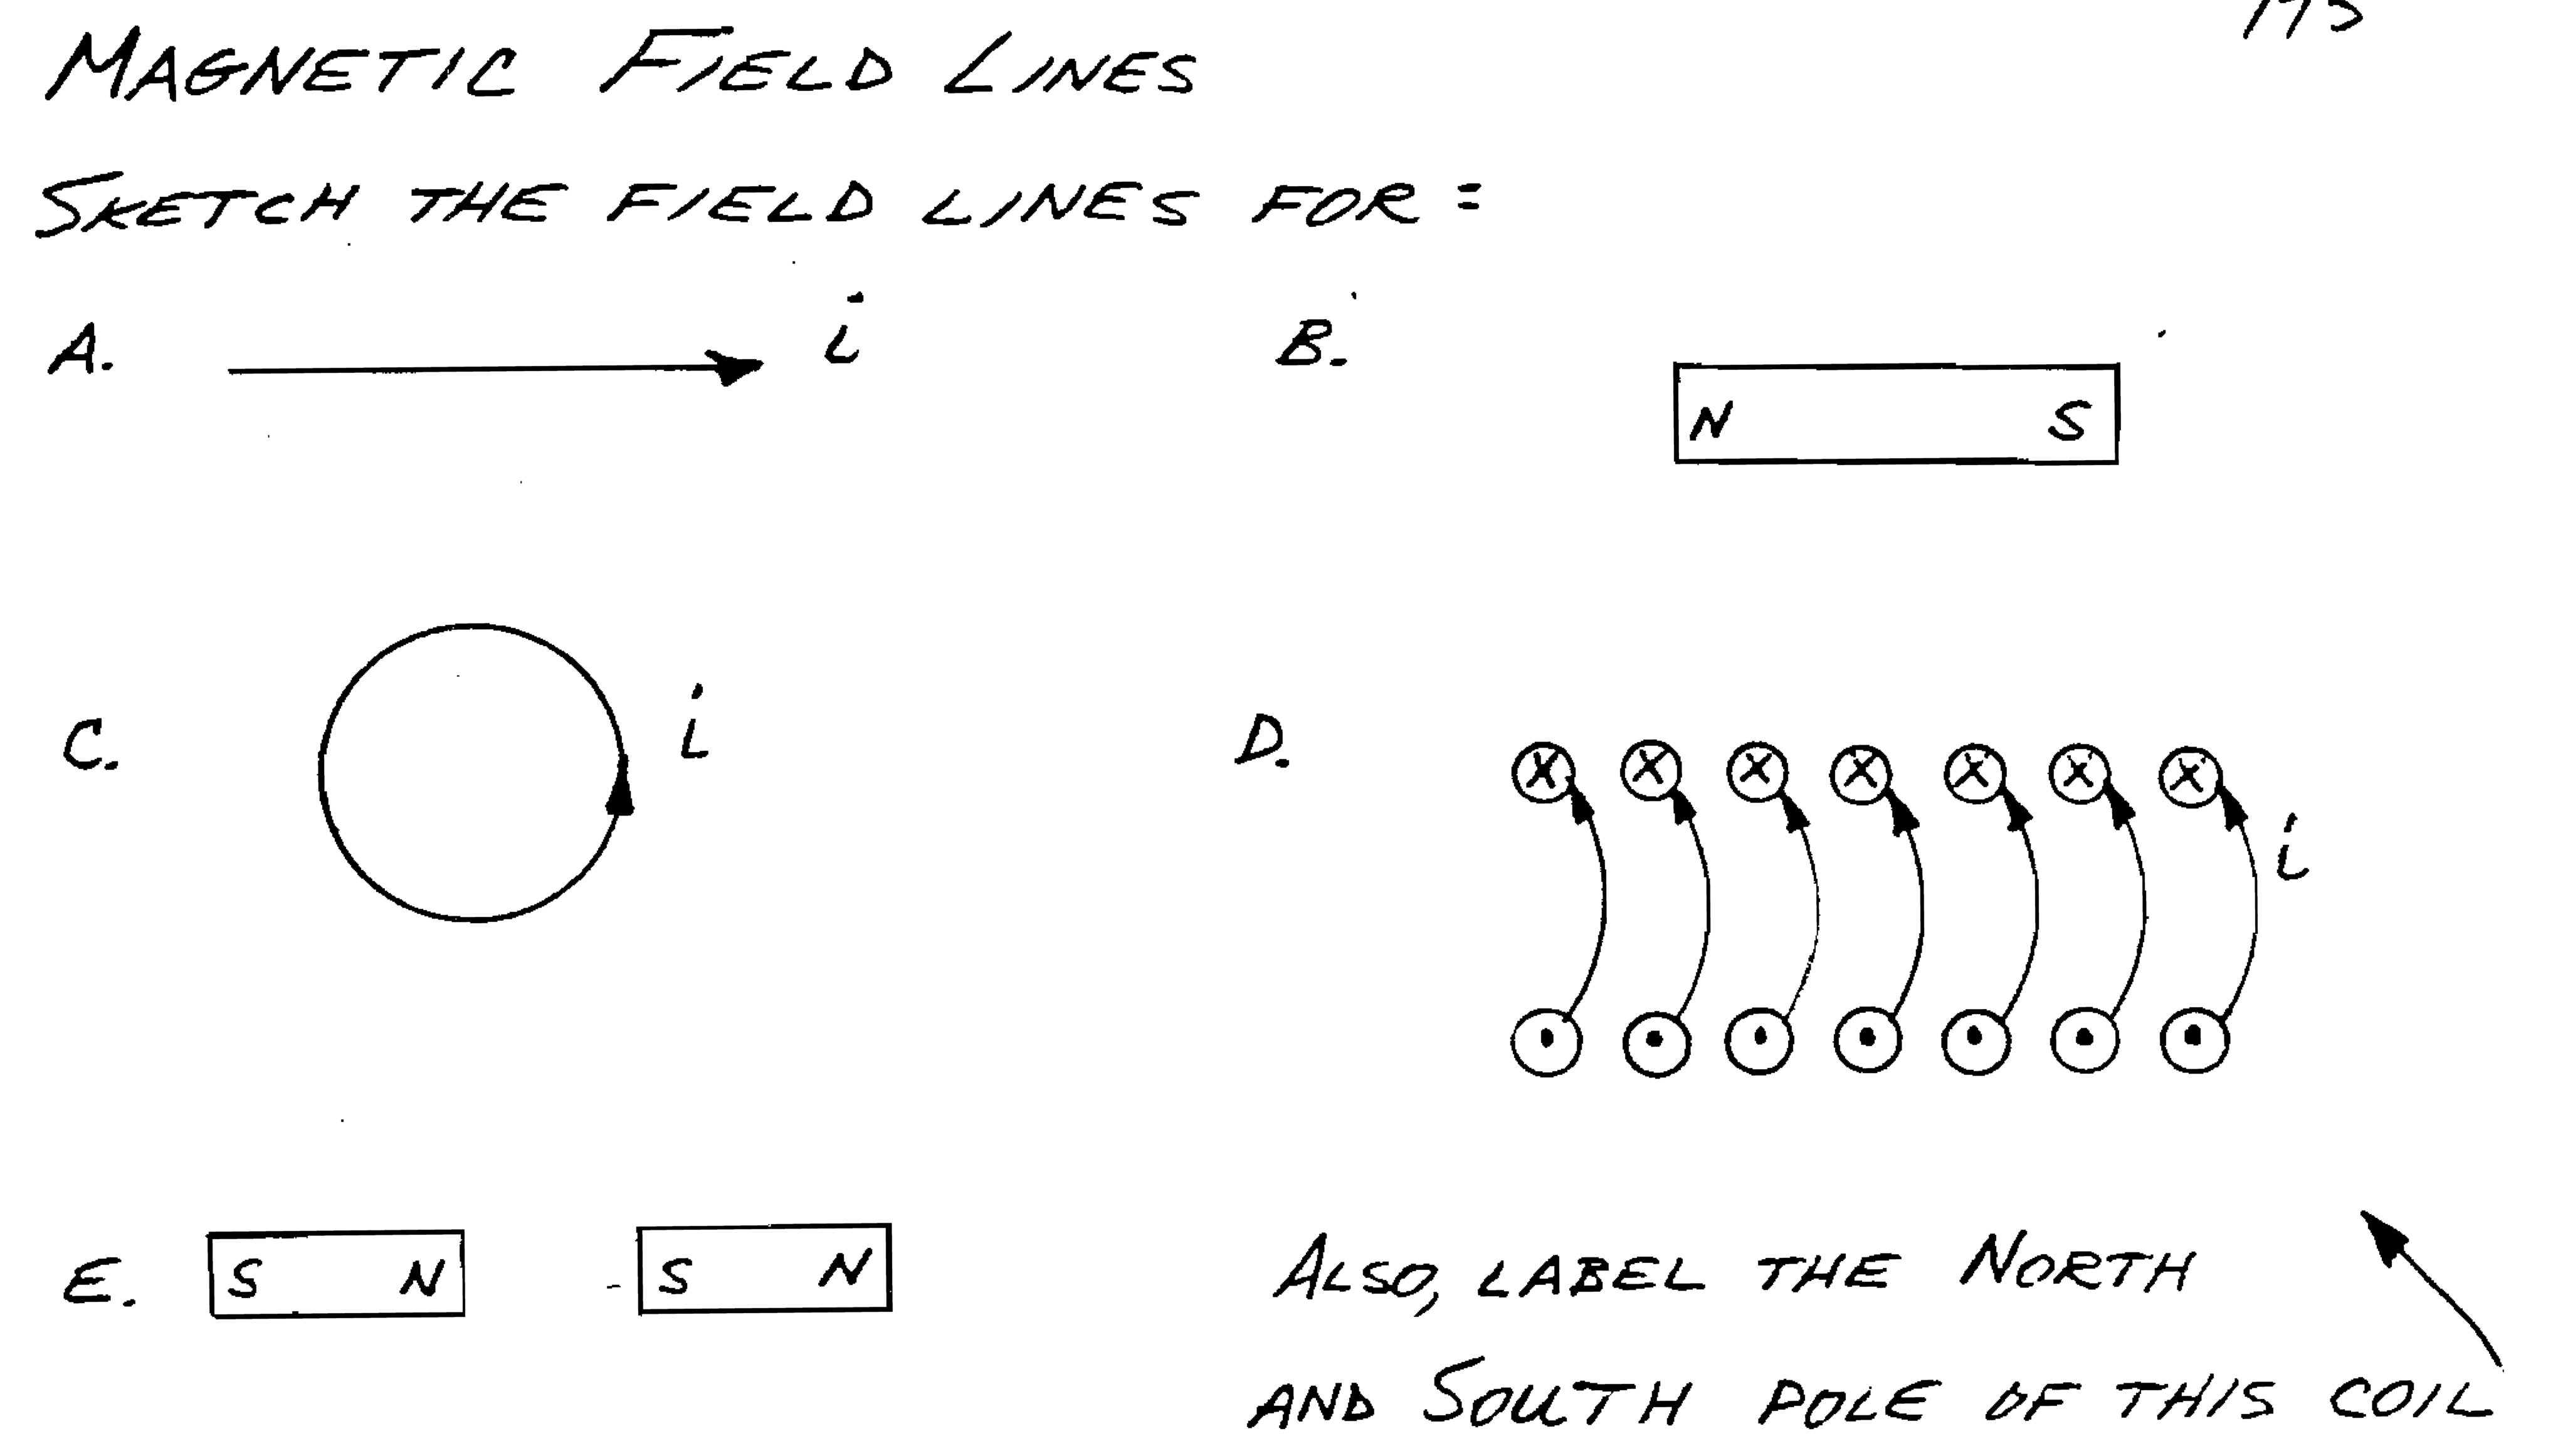 MAGNETIC FIELD LINES
SKETCH THE FIELD LINES FOR:
A. i
B. N S
C. i
D. X X X X X X X
i
E. S N S N
ALSO, LABEL THE NORTH
AND SOUTH POLE OF THIS COIL